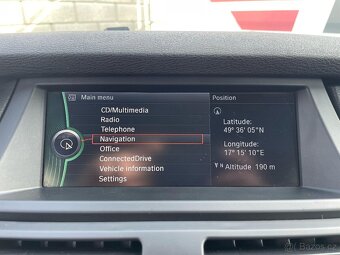 Main menu
CD/Multimedia
Radio
Telephone
Navigation
Office
ConnectedDrive
Vehicle information
Settings
Position
Latitude:
49° 36' 05"N
Longitude:
17° 15' 10"E
N Altitude 190 m
Bazos.cz